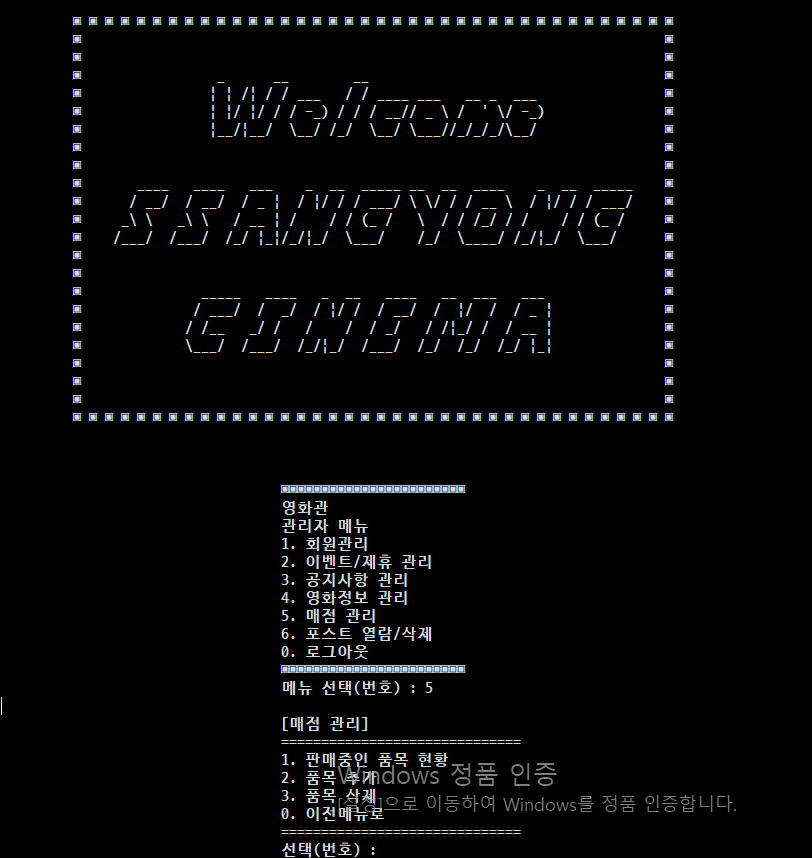 Welcome
SSANGYONG
CINEMA
영화관
관리자 메뉴
1. 회원관리
2. 이벤트/제휴 관리
3. 공지사항 관리
4. 영화정보 관리
5. 매점 관리
6. 포스트 열람/삭제
0. 로그아웃
메뉴 선택(번호) : 5
[매점 관리]
==============================
1. 판매중인 품목 현황
2. 품목 추가
3. 품목 삭제
0. 이전메뉴로
==============================
선택(번호) :
Windows 정품 인증
[설정]으로 이동하여 Windows를 정품 인증합니다.